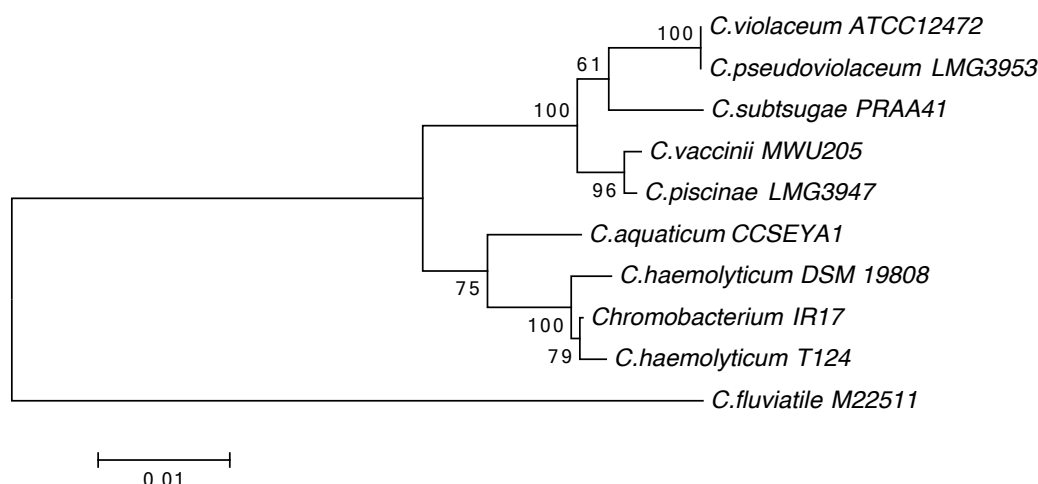 C.violaceum ATCC12472
100
C.pseudoviolaceum LMG3953
61
C.subtsugae PRAA41
100
C.vaccinii MWU205
96
C.piscinae LMG3947
C.aquaticum CCSEYA1
C.haemolyticum DSM 19808
75
Chromobacterium IR17
100
C.haemolyticum T124
79
C.fluviatile M22511
0.01